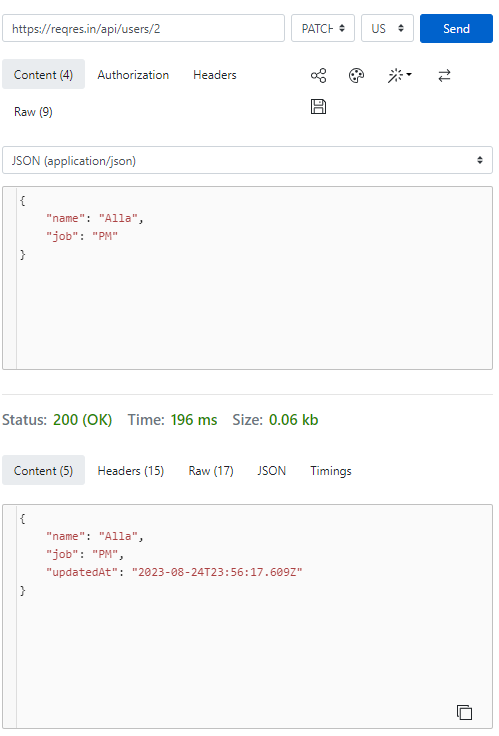 https://reqres.in/api/users/2 PATCH US Send
Content (4) Authorization Headers
Raw (9)
JSON (application/json)
{
"name": "Alla",
"job": "PM"
}
Status: 200 (OK) Time: 196 ms Size: 0.06 kb
Content (5) Headers (15) Raw (17) JSON Timings
{
"name": "Alla",
"job": "PM",
"updatedAt": "2023-08-24T23:56:17.609Z"
}